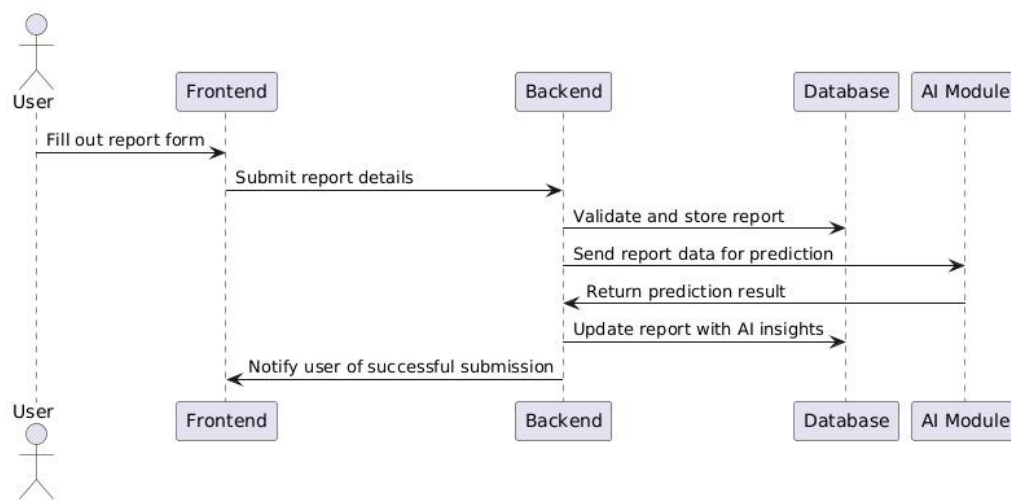 User
Frontend
Backend
Database
AI Module
Fill out report form
Submit report details
Validate and store report
Send report data for prediction
Return prediction result
Update report with AI insights
Notify user of successful submission
User
Frontend
Backend
Database
AI Module